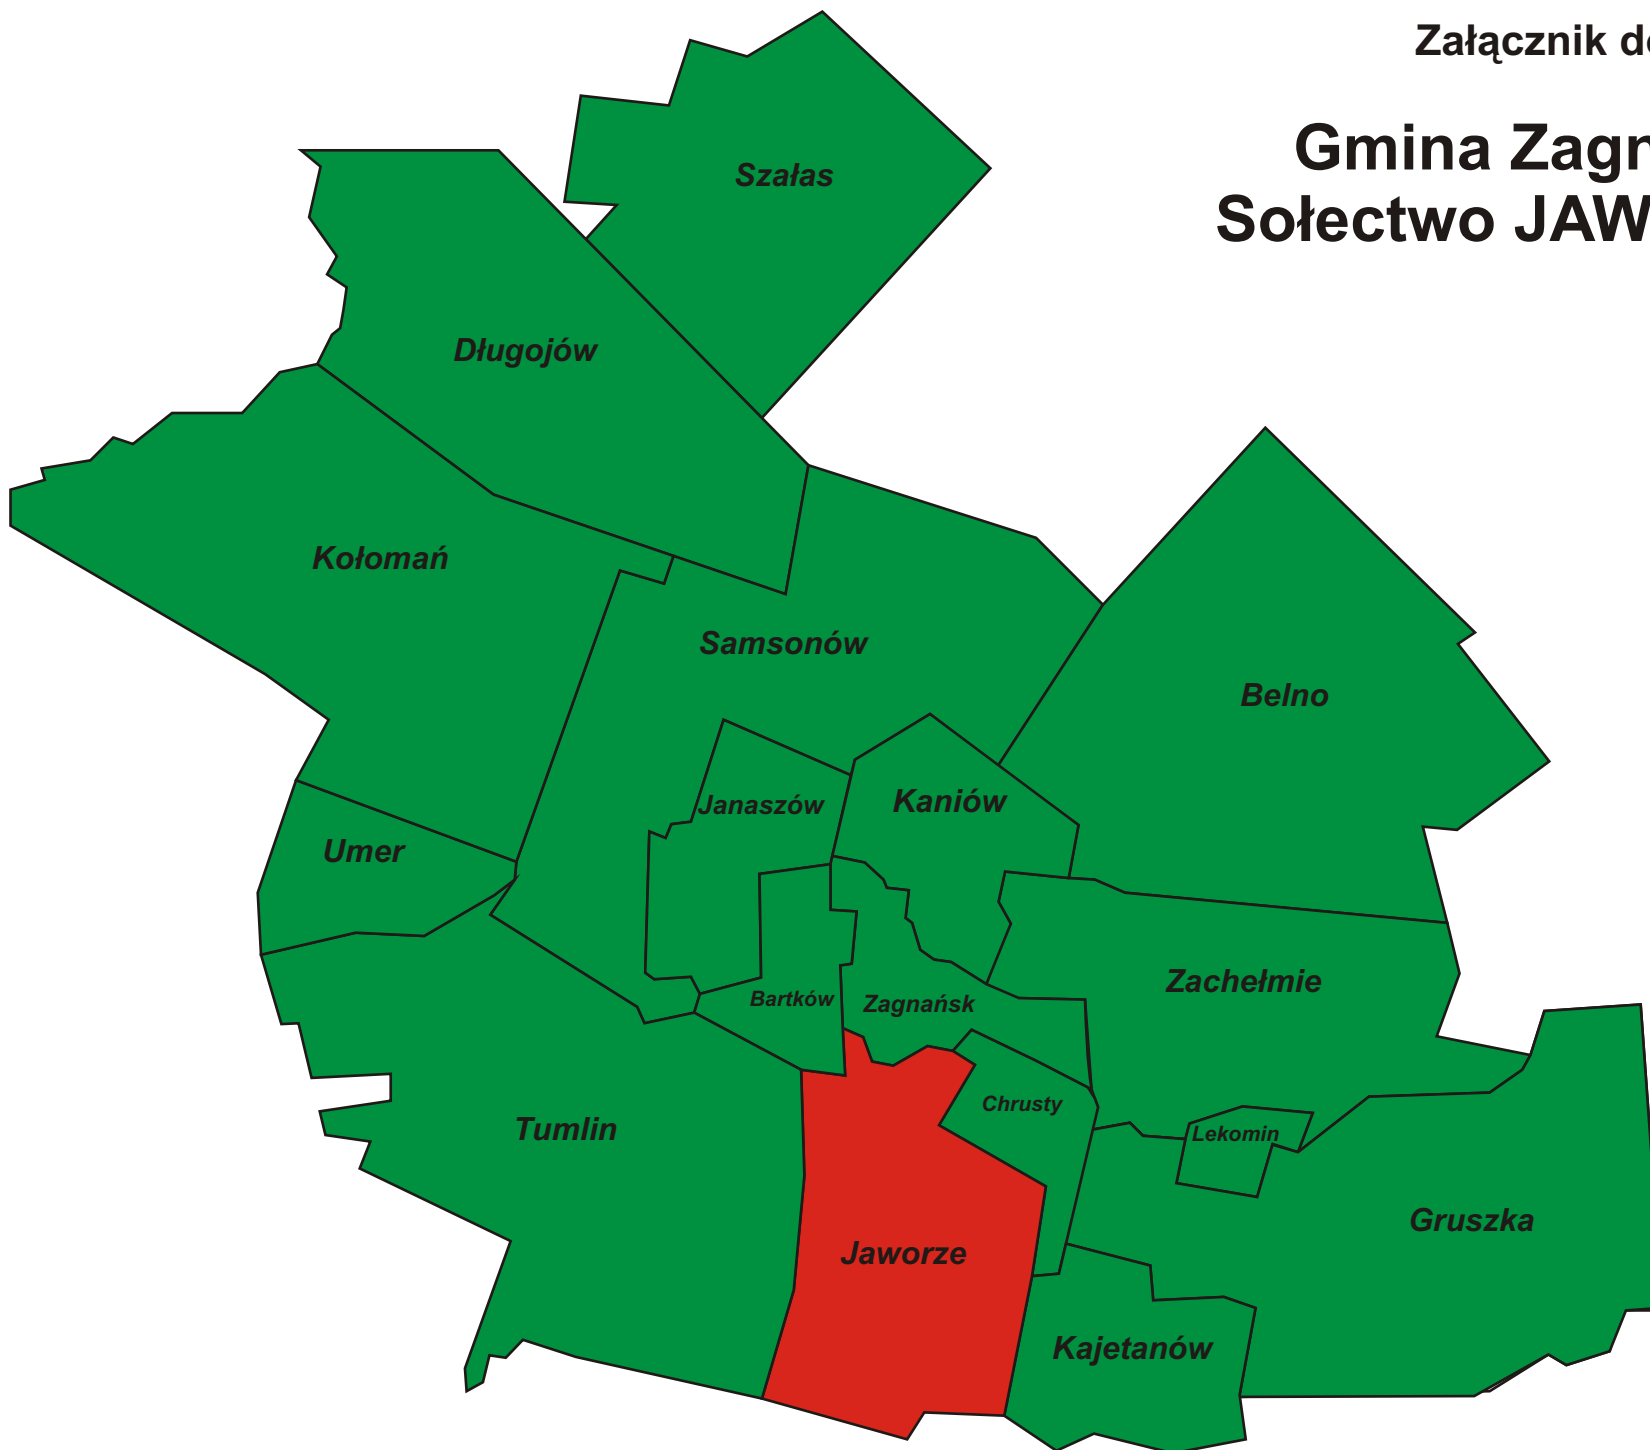 Załącznik do
Gmina Zagn
Sołectwo JAW
Szałas
Długojów
Kołomań
Samsonów
Belno
Janaszów
Kaniów
Umer
Zachełmie
Bartków
Zagnańsk
Chrusty
Tumlin
Lekomin
Gruszka
Jaworze
Kajetanów